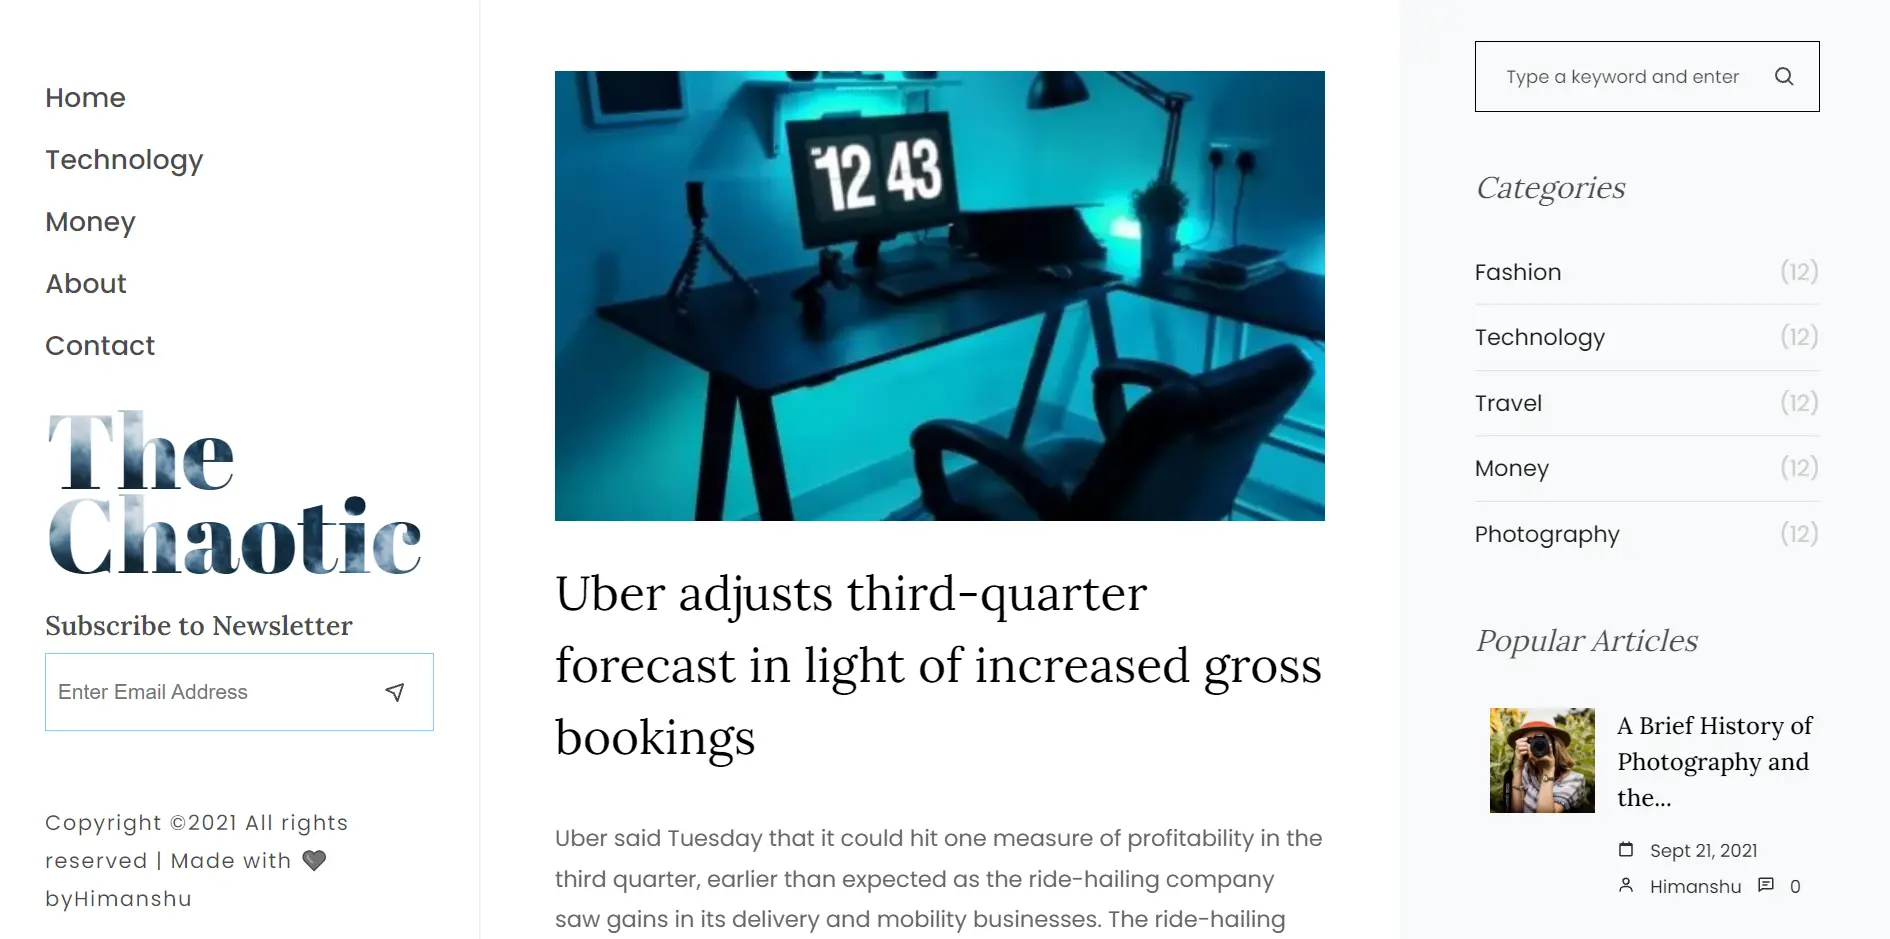 Home
Technology
Money
About
Contact
The
Chaotic
Subscribe to Newsletter
Enter Email Address
Copyright ©2021 All rights
reserved | Made with 🖤
byHimanshu
12 43
Uber adjusts third-quarter
forecast in light of increased gross
bookings
Uber said Tuesday that it could hit one measure of profitability in the
third quarter, earlier than expected as the ride-hailing company
saw gains in its delivery and mobility businesses. The ride-hailing
Type a keyword and enter
Categories
Fashion (12)
Technology (12)
Travel (12)
Money (12)
Photography (12)
Popular Articles
A Brief History of
Photography and
the...
Sept 21, 2021
Himanshu 0